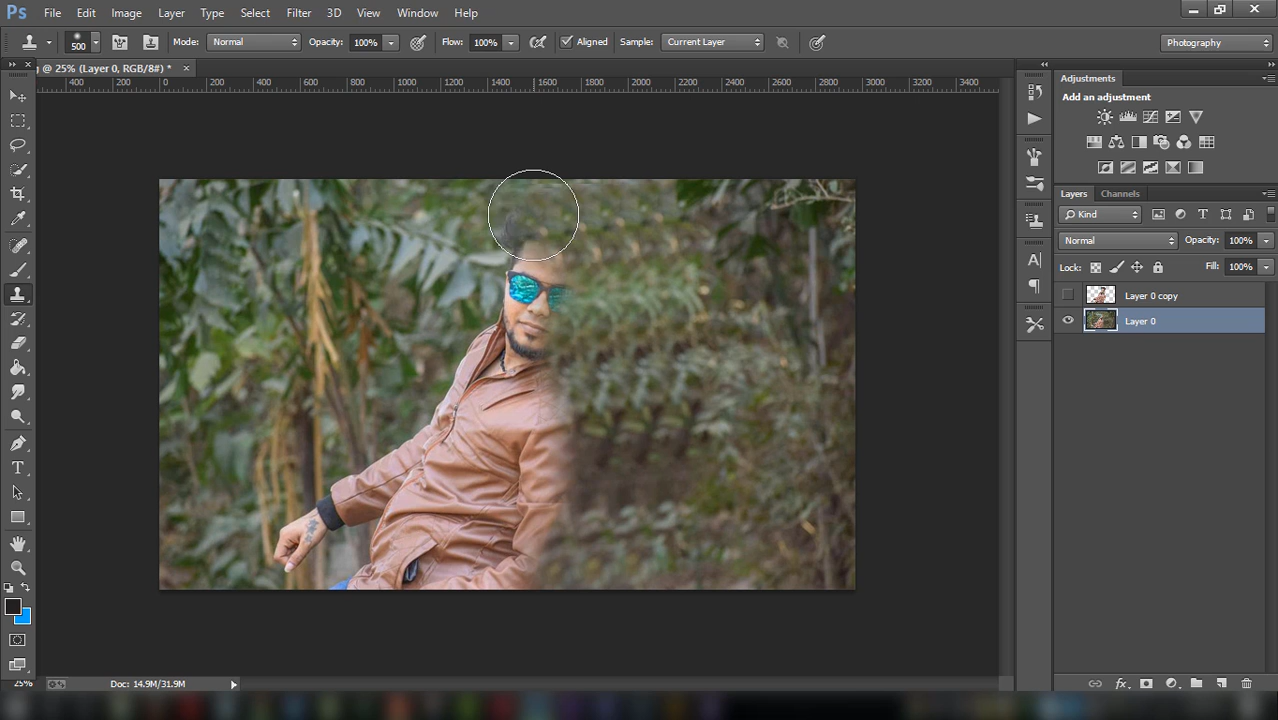 Ps File Edit Image Layer Type Select Filter 3D View Window Help
500 Mode: Normal Opacity: 100% Flow: 100% Aligned Sample: Current Layer Photography
g @ 25% (Layer 0, RGB/8#) * ×
400 200 0 200 400 600 800 1000 1200 1400 1600 1800 2000 2200 2400 2600 2800 3000 3200 3400
Adjustments
Add an adjustment
Layers Channels
Kind
Normal Opacity: 100%
Lock: Fill: 100%
Layer 0 copy
Layer 0
25% Doc: 14.9M/31.9M